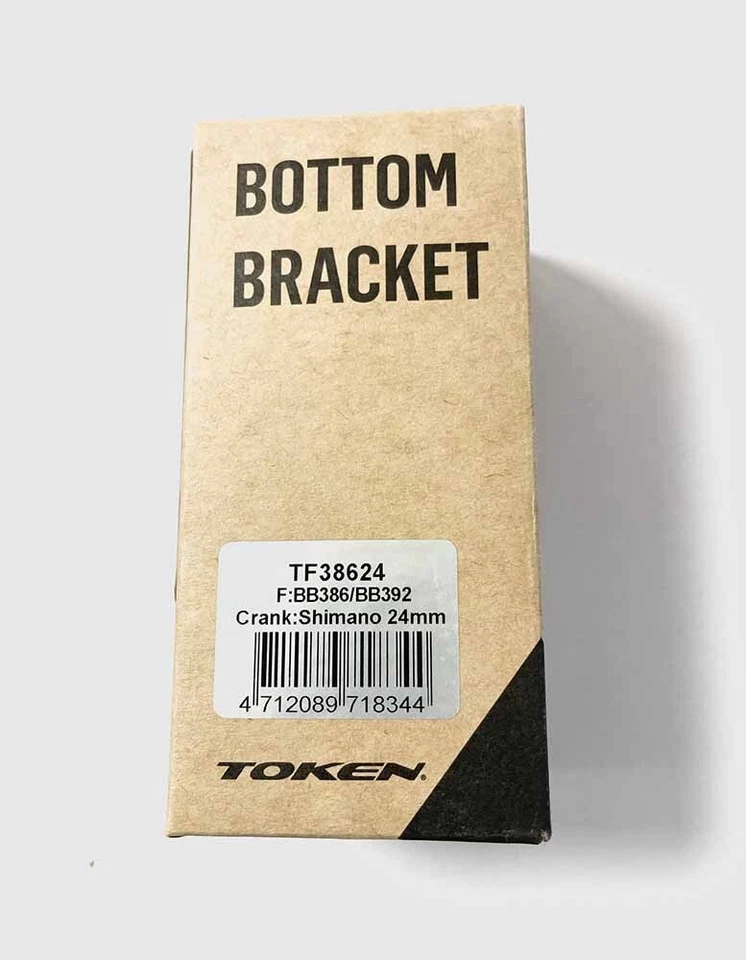 BOTTOM
BRACKET
TF38624
F:BB386/BB392
Crank:Shimano 24mm
4 712089 718344
TOKEN®